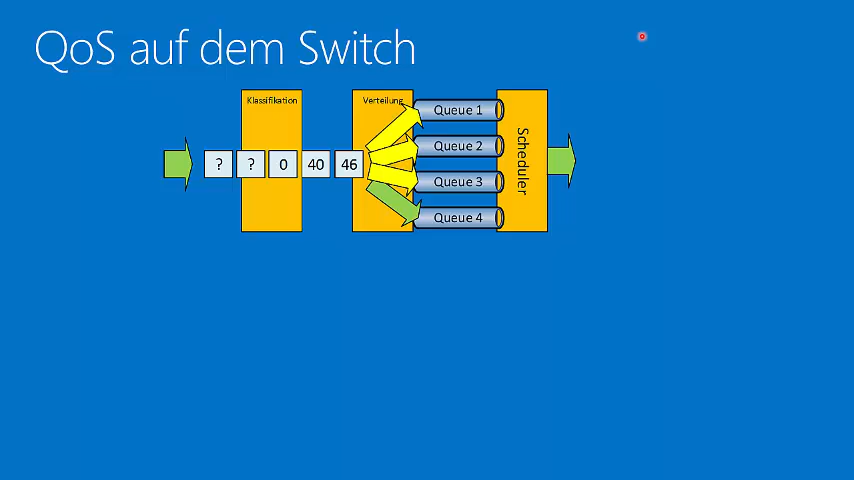 QoS auf dem Switch
Klassifikation
Verteilung
? ? 0 40 46
Queue 1
Queue 2
Queue 3
Queue 4
Scheduler